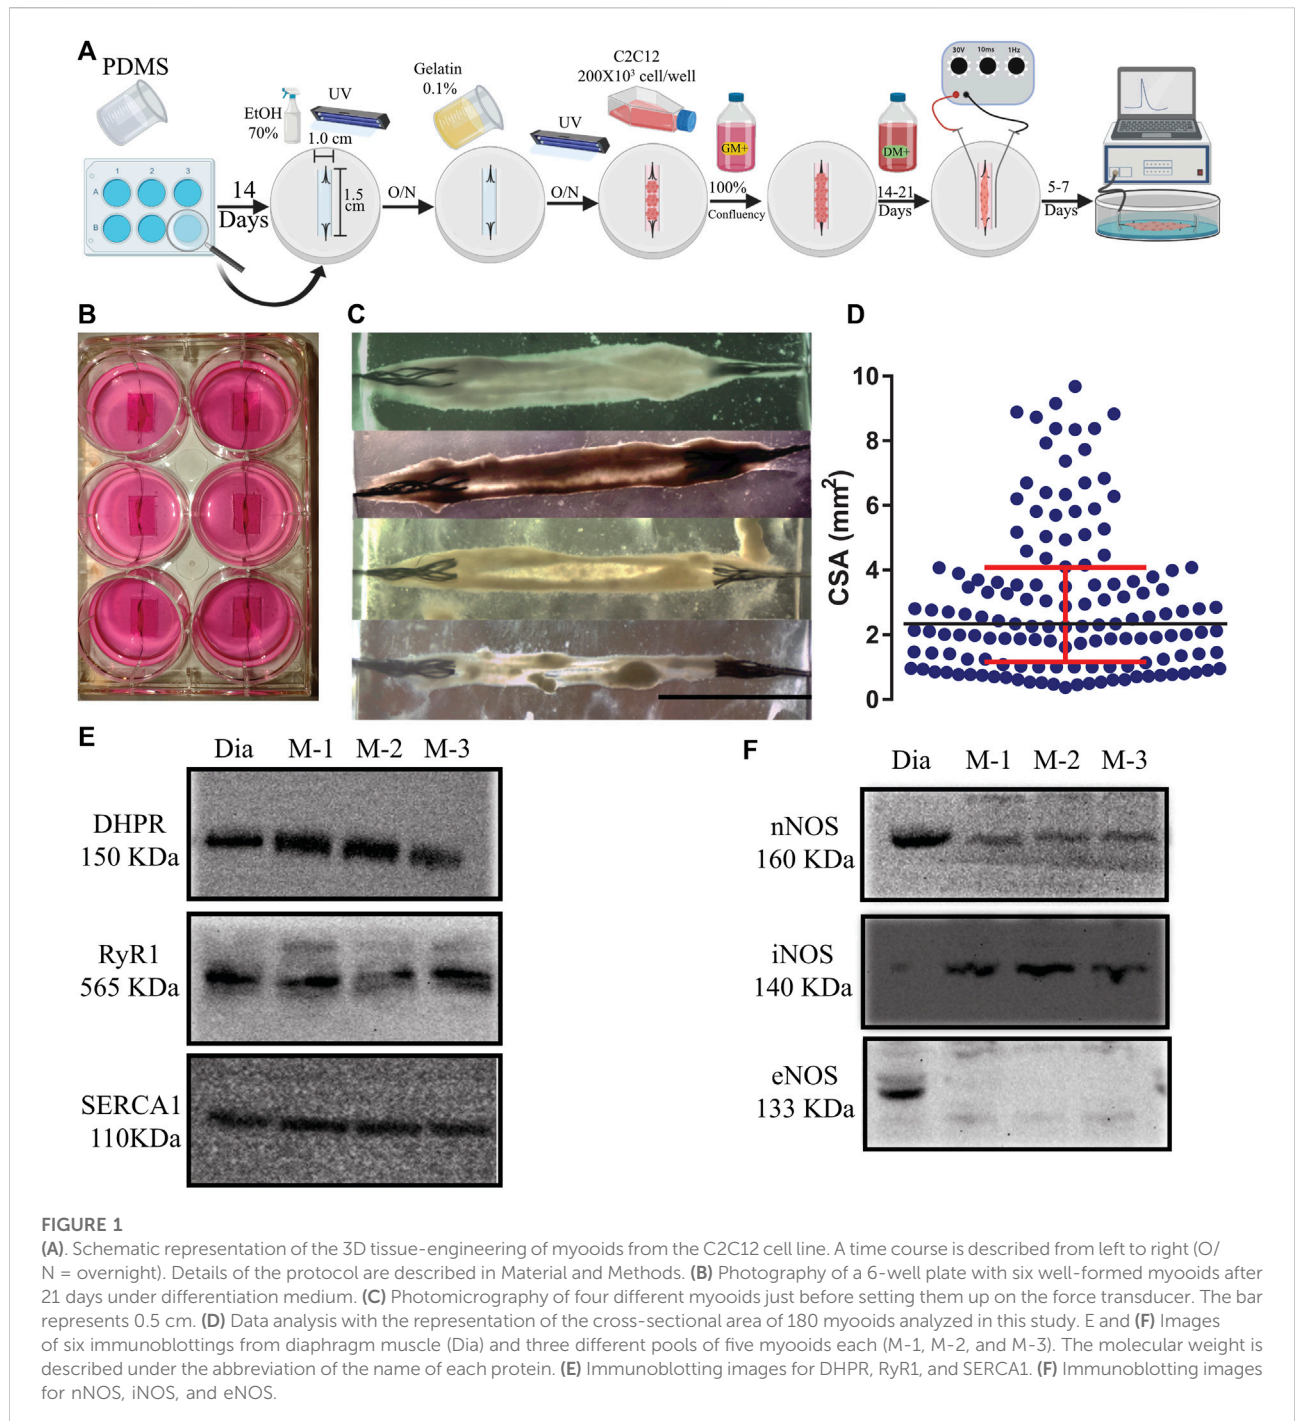 A
PDMS
1 2 3
A
B
14
Days
EtOH
70%
UV
1.0 cm
1.5
cm
O/N
Gelatin
0.1%
UV
O/N
C2C12
200X10³ cell/well
GM+
100%
Confluency
DM+
14-21
Days
30V 10ms 1Hz
5-7
Days
B
C
D
CSA (mm²)
10
8
6
4
2
0
E
Dia M-1 M-2 M-3
DHPR
150 KDa
RyR1
565 KDa
SERCA1
110KDa
F
Dia M-1 M-2 M-3
nNOS
160 KDa
iNOS
140 KDa
eNOS
133 KDa
FIGURE 1
(A). Schematic representation of the 3D tissue-engineering of myooids from the C2C12 cell line. A time course is described from left to right (O/
N = overnight). Details of the protocol are described in Material and Methods. (B) Photography of a 6-well plate with six well-formed myooids after
21 days under differentiation medium. (C) Photomicrography of four different myooids just before setting them up on the force transducer. The bar
represents 0.5 cm. (D) Data analysis with the representation of the cross-sectional area of 180 myooids analyzed in this study. E and (F) Images
of six immunoblottings from diaphragm muscle (Dia) and three different pools of five myooids each (M-1, M-2, and M-3). The molecular weight is
described under the abbreviation of the name of each protein. (E) Immunoblotting images for DHPR, RyR1, and SERCA1. (F) Immunoblotting images
for nNOS, iNOS, and eNOS.